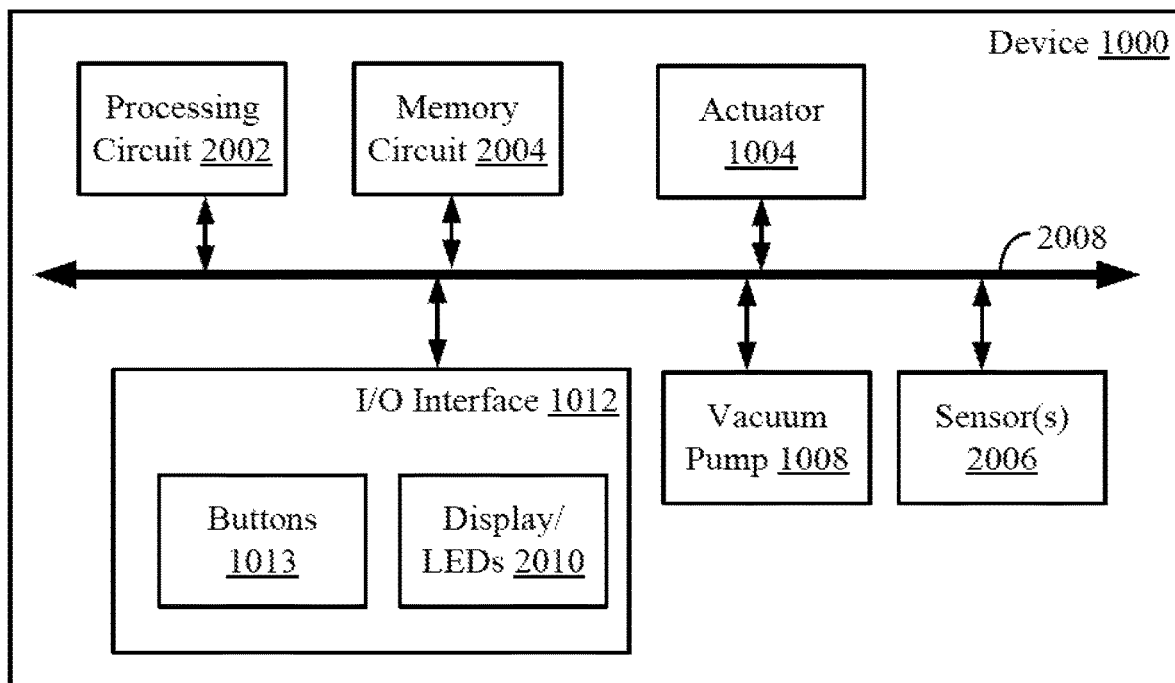 Device 1000
Processing
Circuit 2002
Memory
Circuit 2004
Actuator
1004
2008
I/O Interface 1012
Buttons
1013
Display/
LEDs 2010
Vacuum
Pump 1008
Sensor(s)
2006